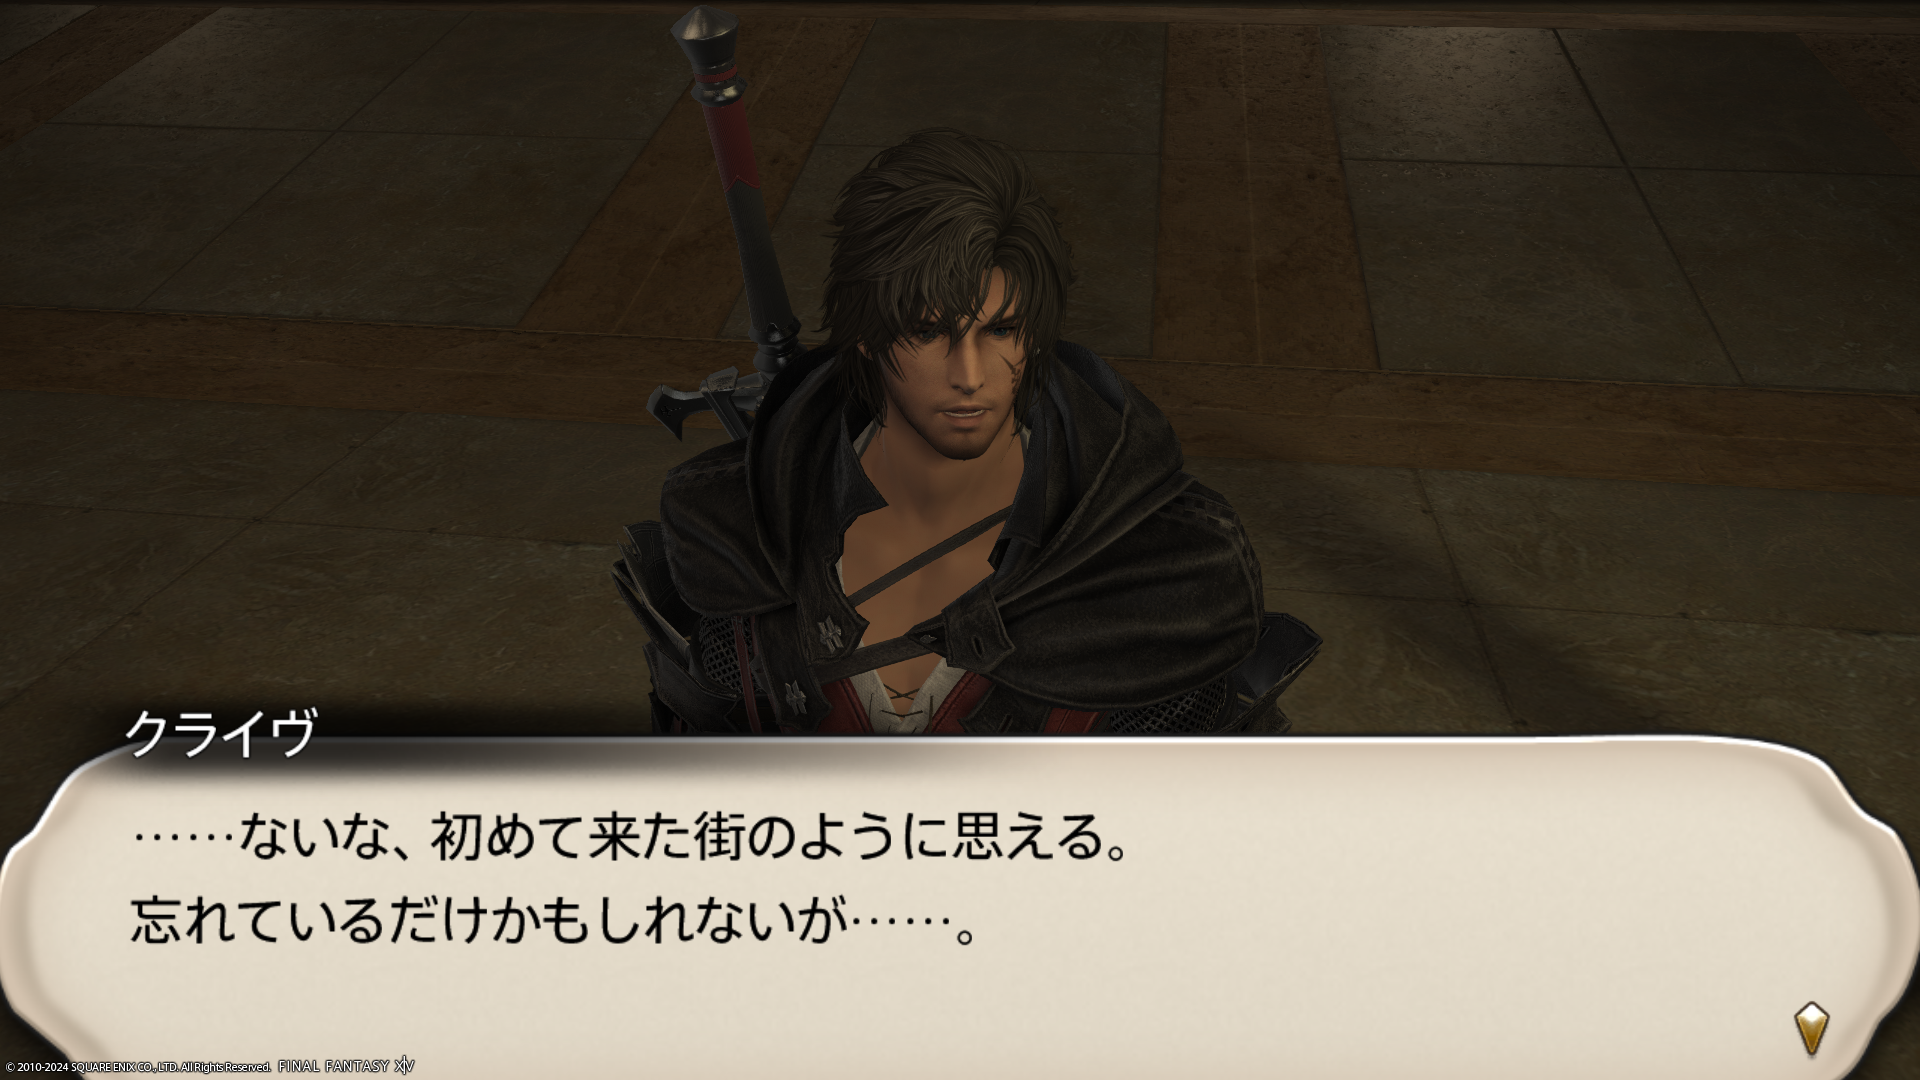 クライヴ
……ないな、初めて来た街のように思える。
忘れているだけかもしれないが……。
© 2010-2024 SQUARE ENIX CO., LTD. All Rights Reserved. FINAL FANTASY XIV